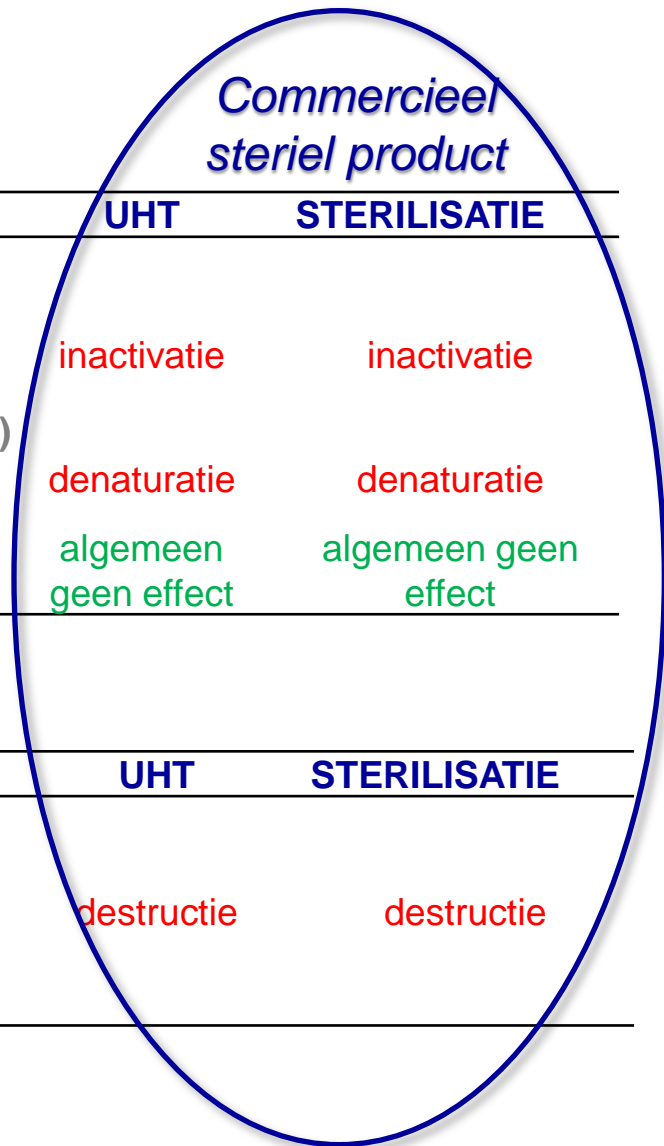 Commercieel
steriel product
UHT STERILISATIE
inactivatie inactivatie
)
denaturatie denaturatie
algemeen algemeen geen
geen effect effect
UHT STERILISATIE
destructie destructie